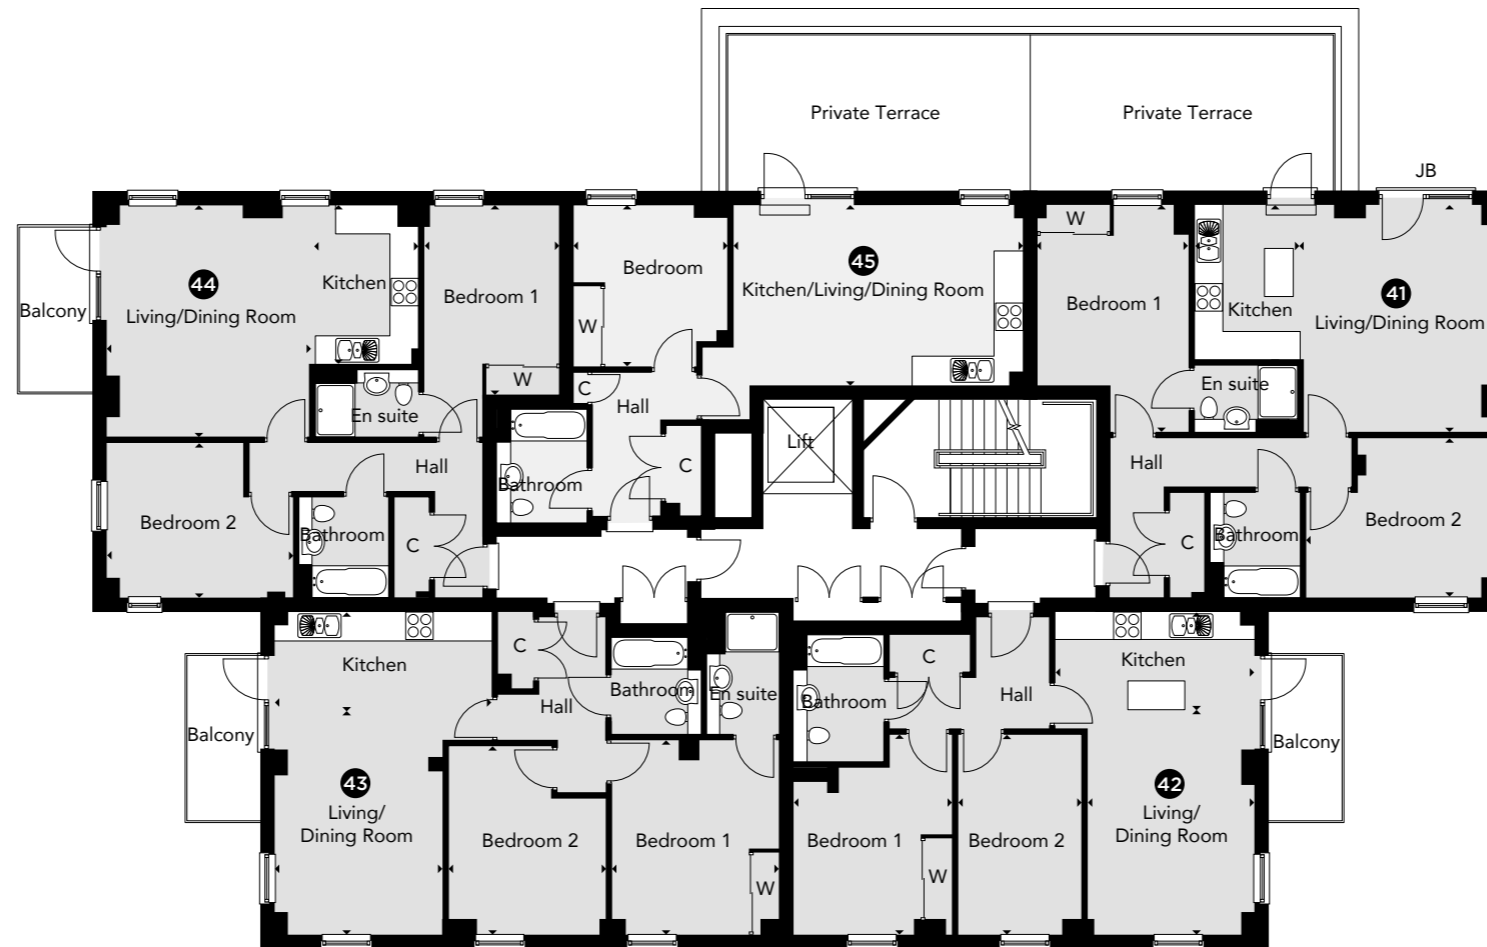 Private Terrace
Private Terrace
JB
44
Living/Dining Room
Kitchen
Balcony
Bedroom 1
W
En suite
Hall
Bedroom 2
Bathroom
C
Bedroom
W
45
Kitchen/Living/Dining Room
C
Hall
Bathroom
C
Lift
W
Bedroom 1
Kitchen
41
Living/Dining Room
En suite
Hall
Bedroom 2
Bathroom
C
Kitchen
Balcony
43
Living/
Dining Room
C
Hall
Bathroom
En suite
Bedroom 2
Bedroom 1
W
Bathroom
C
Hall
Bedroom 1
W
Bedroom 2
Kitchen
42
Living/
Dining Room
Balcony